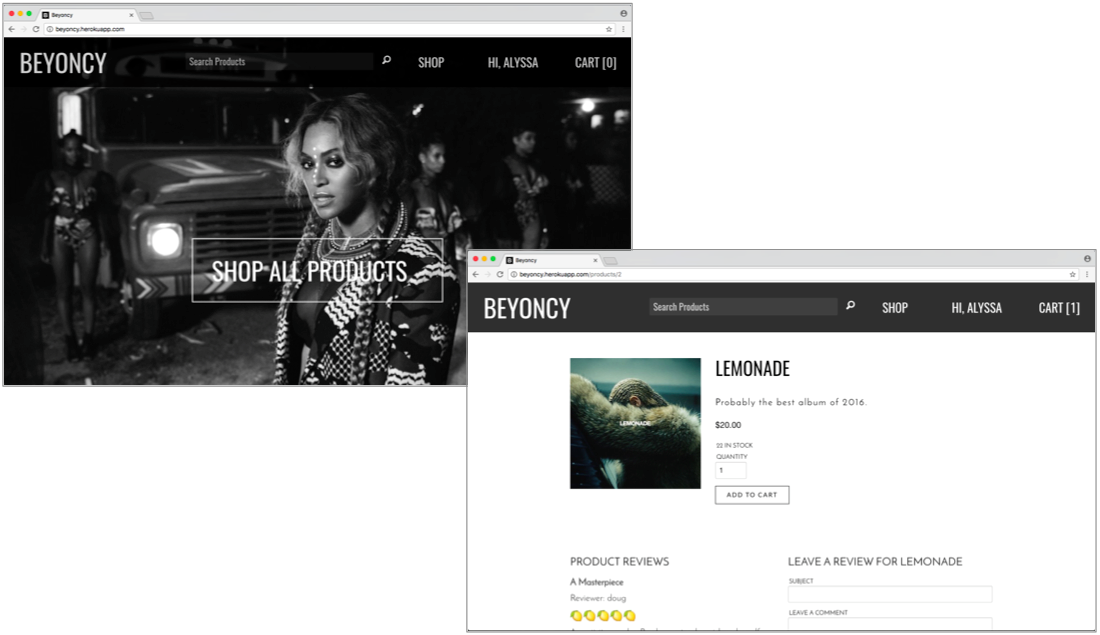 Beyoncy
beyoncy.herokuapp.com
BEYONCY
Search Products
SHOP
HI, ALYSSA
CART [0]
SHOP ALL PRODUCTS
Beyoncy
beyoncy.herokuapp.com/products/2
BEYONCY
Search Products
SHOP
HI, ALYSSA
CART [1]
LEMONADE
LEMONADE
Probably the best album of 2016.
$20.00
22 IN STOCK
QUANTITY
1
ADD TO CART
PRODUCT REVIEWS
A Masterpiece
Reviewer: doug
LEAVE A REVIEW FOR LEMONADE
SUBJECT
LEAVE A COMMENT